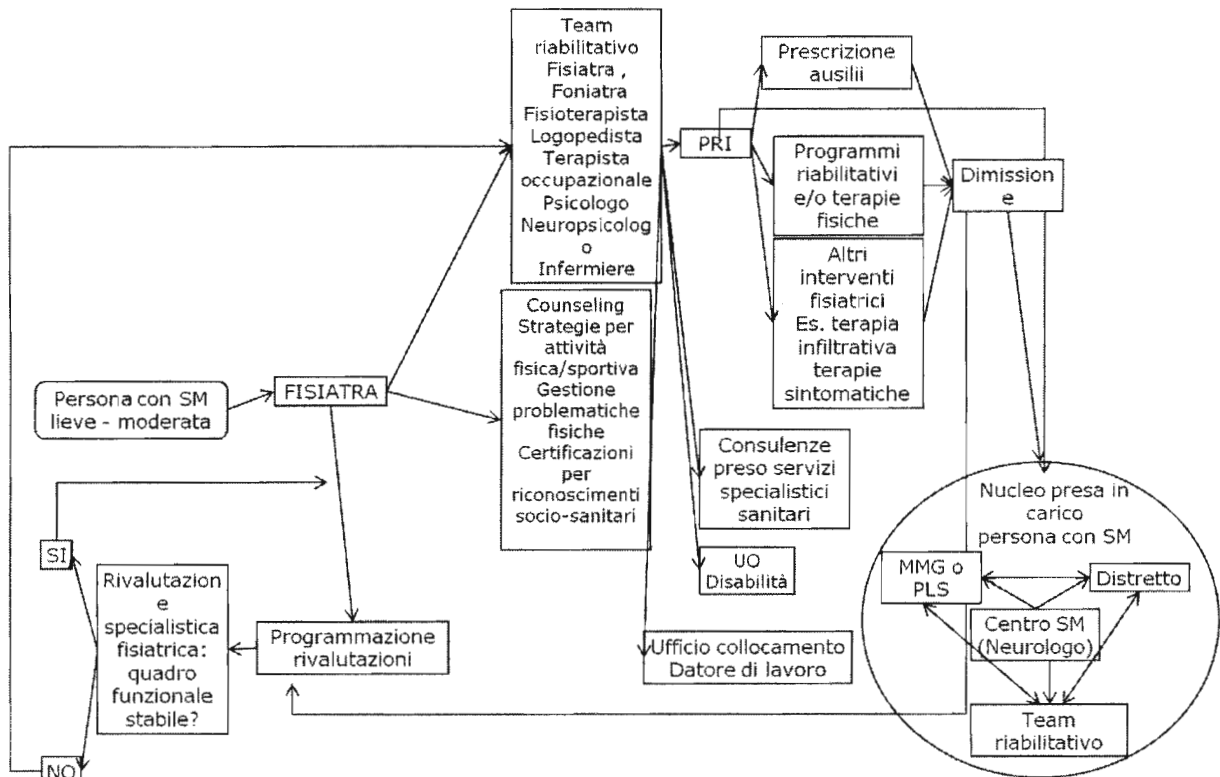 Team
riabilitativo
Fisiatra ,
Foniatra
Fisioterapista
Logopedista
Terapista
occupazionale
Psicologo
Neuropsicolog
o
Infermiere
PRI
Prescrizione
ausilii
Programmi
riabilitativi
e/o terapie
fisiche
Altri
interventi
fisiatrici
Es. terapia
infiltrativa
terapie
sintomatiche
Dimission
e
Persona con SM
lieve - moderata
FISIATRA
Counseling
Strategie per
attività
fisica/sportiva
Gestione
problematiche
fisiche
Certificazioni
per
riconoscimenti
socio-sanitari
Consulenze
preso servizi
specialistici
sanitari
UO
Disabilità
Ufficio collocamento
Datore di lavoro
SI
Rivalutazion
e
specialistica
fisiatrica:
quadro
funzionale
stabile?
NO
Programmazione
rivalutazioni
Nucleo presa in
carico
persona con SM
MMG o
PLS
Distretto
Centro SM
(Neurologo)
Team
riabilitativo